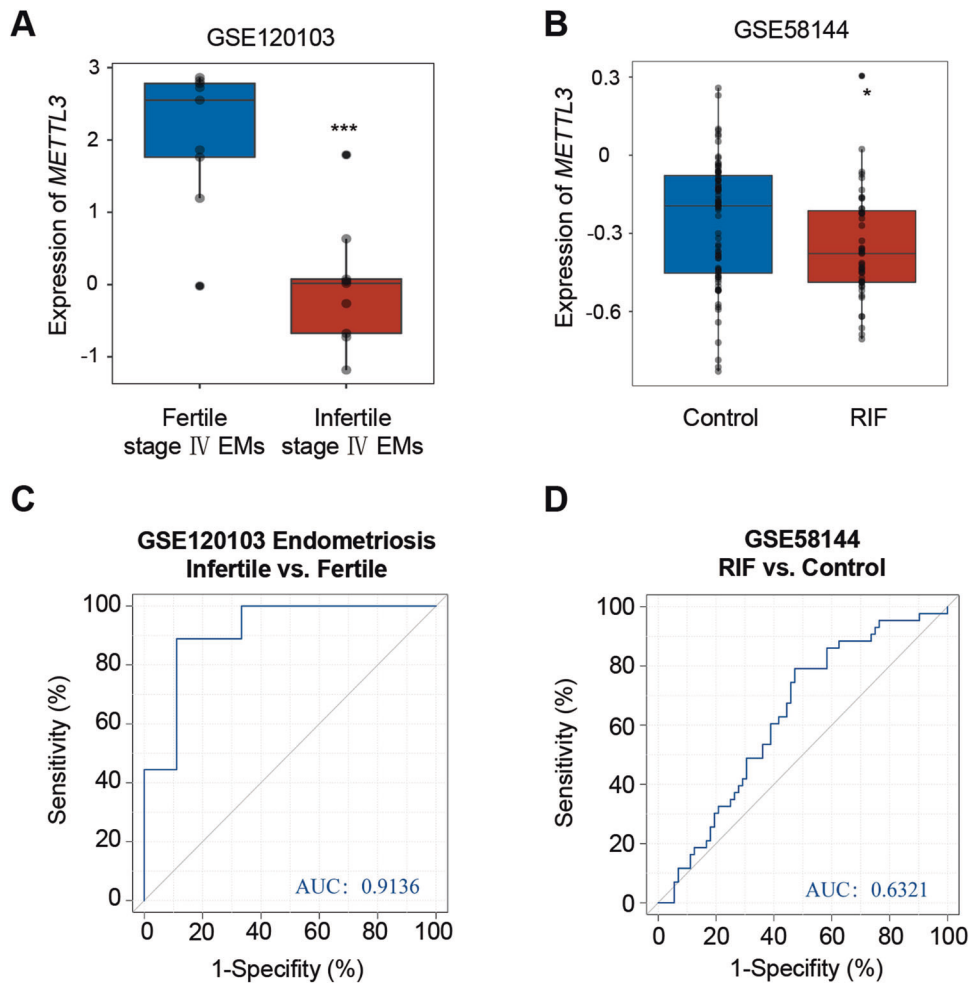 A
GSE120103
Expression of METTL3
3
2
1
0
-1
***
Fertile
stage Ⅳ EMs
Infertile
stage Ⅳ EMs
B
GSE58144
Expression of METTL3
0.3
0
-0.3
-0.6
*
Control
RIF
C
GSE120103 Endometriosis
Infertile vs. Fertile
Sensitivity (%)
100
80
60
40
20
0
AUC: 0.9136
0 20 40 60 80 100
1-Specifity (%)
D
GSE58144
RIF vs. Control
Sensitivity (%)
100
80
60
40
20
0
AUC: 0.6321
0 20 40 60 80 100
1-Specifity (%)